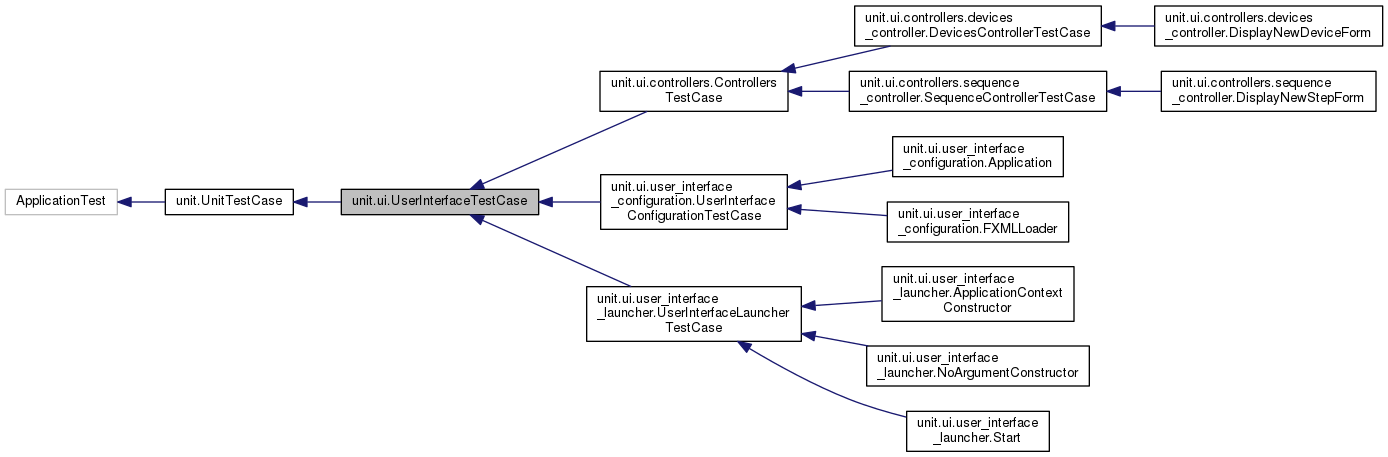 unit.ui.controllers.devices
_controller.DevicesControllerTestCase
unit.ui.controllers.devices
_controller.DisplayNewDeviceForm
unit.ui.controllers.Controllers
TestCase
unit.ui.controllers.sequence
_controller.SequenceControllerTestCase
unit.ui.controllers.sequence
_controller.DisplayNewStepForm
unit.ui.user_interface
_configuration.Application
ApplicationTest
unit.UnitTestCase
unit.ui.UserInterfaceTestCase
unit.ui.user_interface
_configuration.UserInterface
ConfigurationTestCase
unit.ui.user_interface
_configuration.FXMLLoader
unit.ui.user_interface
_launcher.UserInterfaceLauncher
TestCase
unit.ui.user_interface
_launcher.ApplicationContext
Constructor
unit.ui.user_interface
_launcher.NoArgumentConstructor
unit.ui.user_interface
_launcher.Start